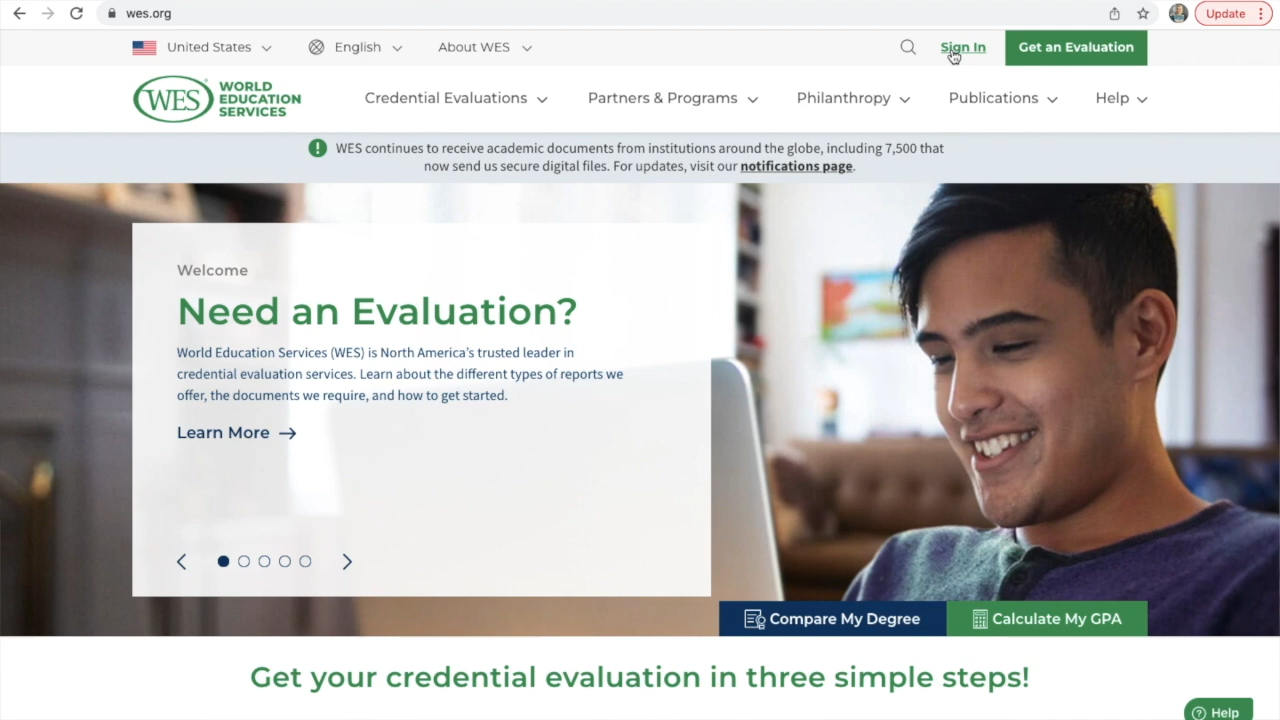 wes.org
Update
United States
English
About WES
Sign In
Get an Evaluation
WES
WORLD
EDUCATION
SERVICES
Credential Evaluations
Partners & Programs
Philanthropy
Publications
Help
WES continues to receive academic documents from institutions around the globe, including 7,500 that
now send us secure digital files. For updates, visit our notifications page.
Welcome
Need an Evaluation?
World Education Services (WES) is North America's trusted leader in
credential evaluation services. Learn about the different types of reports we
offer, the documents we require, and how to get started.
Learn More
Compare My Degree
Calculate My GPA
Get your credential evaluation in three simple steps!
Help